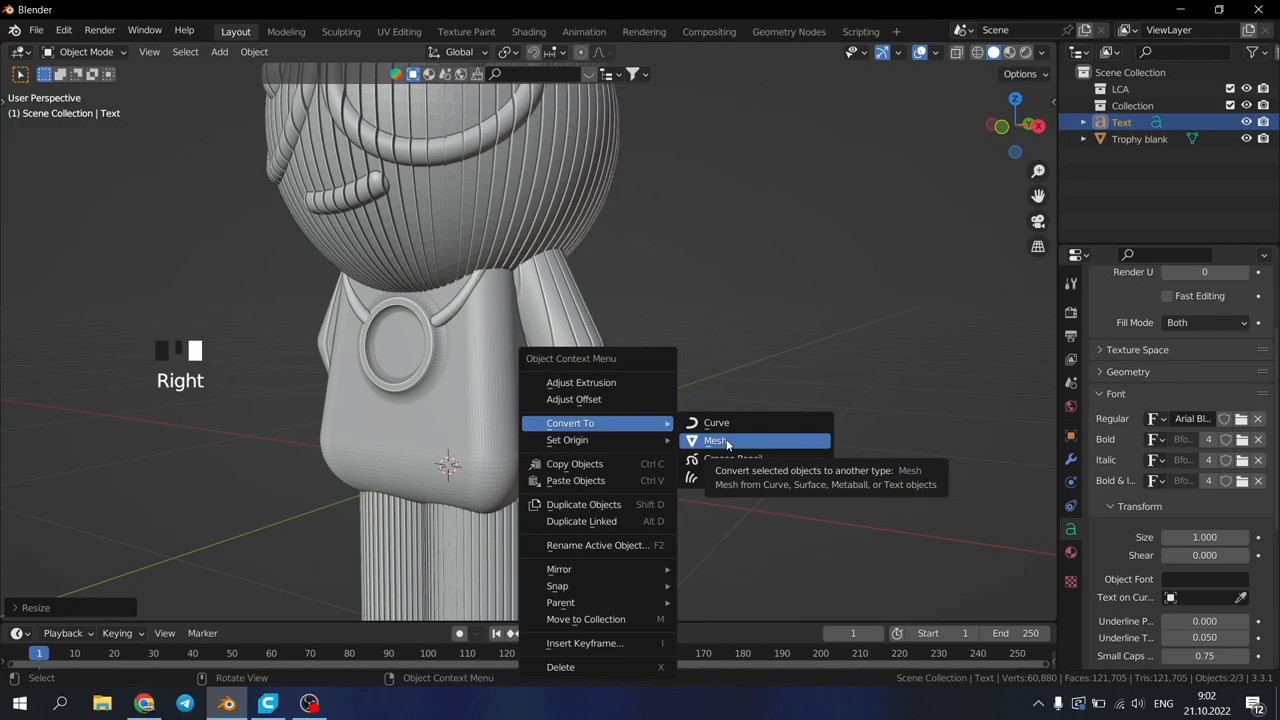 Blender
File Edit Render Window Help Layout Modeling Sculpting UV Editing Texture Paint Shading Animation Rendering Compositing Geometry Nodes Scripting + Scene ViewLayer
Object Mode View Select Add Object Global
Options
User Perspective
(1) Scene Collection | Text
Scene Collection
LCA
Collection
Text
Trophy blank
Z
Y
X
Render U 0
Fast Editing
Fill Mode Both
Texture Space
Geometry
Font
Regular Arial Bl...
Bold Bfo... 4
Italic Bfo... 4
Bold & I... Bfo... 4
Transform
Size 1.000
Shear 0.000
Object Font
Text on Cur...
Underline P... 0.000
Underline T... 0.050
Small Caps ... 0.75
Right
Object Context Menu
Adjust Extrusion
Adjust Offset
Convert To
Set Origin
Copy Objects Ctrl C
Paste Objects Ctrl V
Duplicate Objects Shift D
Duplicate Linked Alt D
Rename Active Object... F2
Mirror
Snap
Parent
Move to Collection M
Insert Keyframe... I
Delete X
Curve
Mesh
Convert selected objects to another type: Mesh
Mesh from Curve, Surface, Metaball, or Text objects
Resize
Playback Keying View Marker 1 Start 1 End 250
1 10 20 30 40 50 60 70 80 90 100 110 120 170 180 190 200 210 220 230 240 250
Select Rotate View Object Context Menu Scene Collection | Text | Verts:60,880 | Faces:121,705 | Tris:121,705 | Objects:2/3 | 3.3.1
ENG
9:02
21.10.2022
12